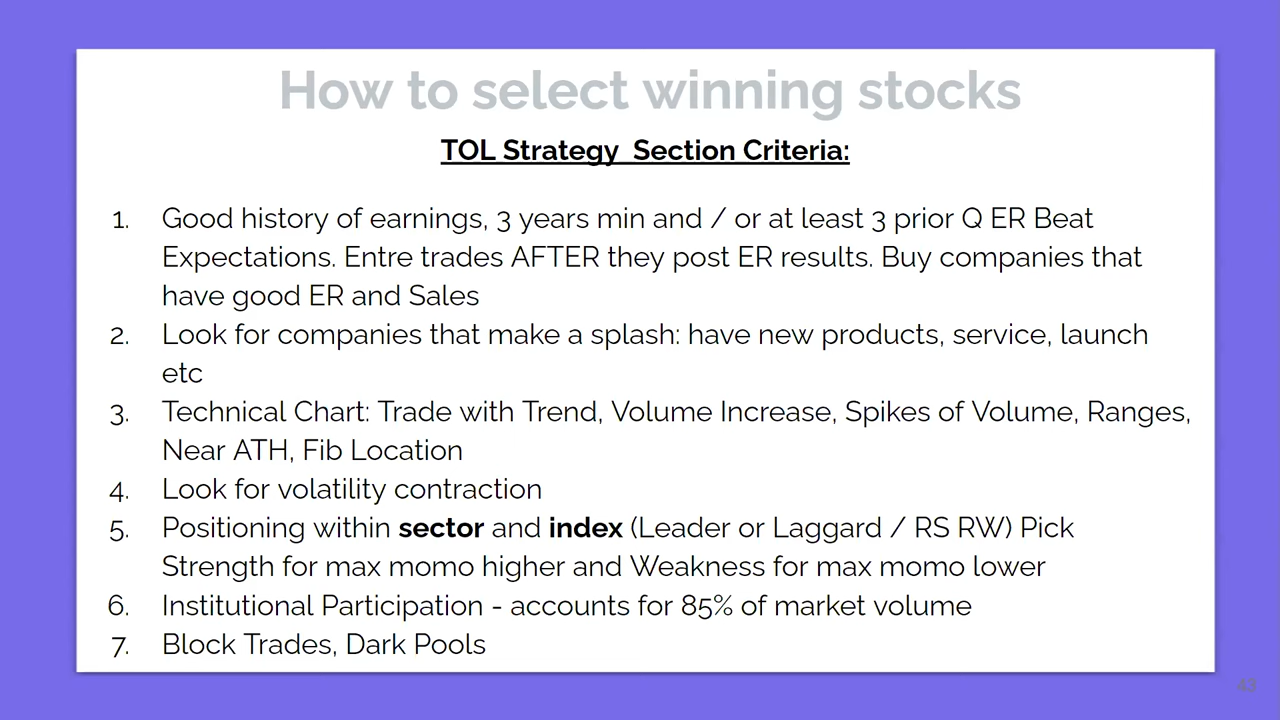 How to select winning stocks
TOL Strategy  Section Criteria:
1. Good history of earnings, 3 years min and / or at least 3 prior Q ER Beat
Expectations. Entre trades AFTER they post ER results. Buy companies that
have good ER and Sales
2. Look for companies that make a splash: have new products, service, launch
etc
3. Technical Chart: Trade with Trend, Volume Increase, Spikes of Volume, Ranges,
Near ATH, Fib Location
4. Look for volatility contraction
5. Positioning within sector and index (Leader or Laggard / RS RW) Pick
Strength for max momo higher and Weakness for max momo lower
6. Institutional Participation - accounts for 85% of market volume
7. Block Trades, Dark Pools
43